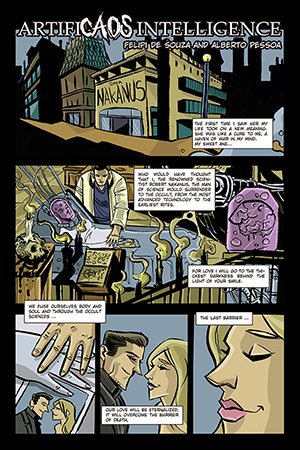 ARTIFICAOS INTELLIGENCE
FELIPI DE SOUZA AND ALBERTO PESSOA
NAKANUS
THE FIRST TIME I SAW HER MY
LIFE TOOK ON A NEW MEANING.
SHE WAS LIKE A CURE TO ME, A
HAVEN OF WAR IN MY MIND.
MY SWEET ANE...
WHO WOULD HAVE THOUGHT
THAT I, THE RENOWNED SCIEN-
TIST ROBERT NAKANUS, THE MAN
OF SCIENCE WOULD SURRENDER
TO THE OCCULT, FROM THE MOST
ADVANCED TECHNOLOGY TO THE
EARLIEST RITES.
FOR LOVE I WILL GO TO THE THI-
CKEST DARKNESS BEHIND THE
LIGHT OF YOUR SMILE.
WE FUSE OURSELVES BODY AND
SOUL AND THROUGH THE OCCULT
SCIENCES ...
OUR LOVE WILL BE ETERNALIZED,
IT WILL OVERCOME THE BARRIER
OF DEATH.
THE LAST BARRIER ...